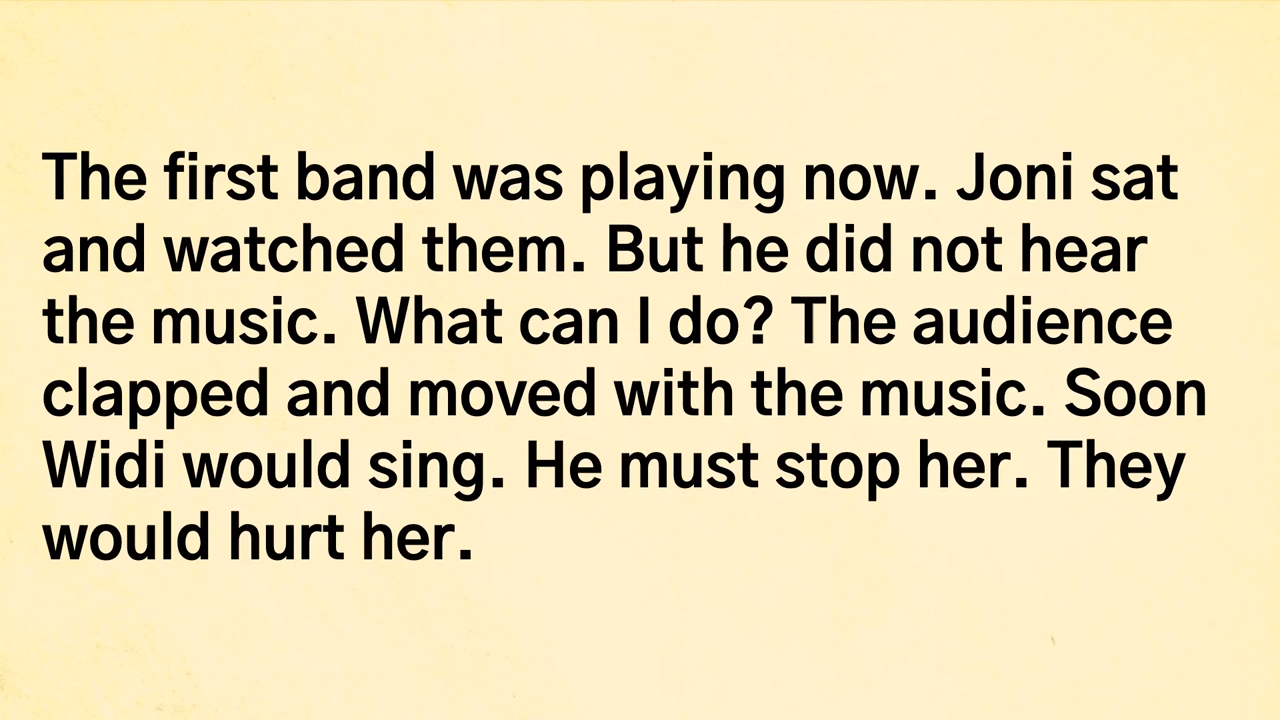 The first band was playing now. Joni sat
and watched them. But he did not hear
the music. What can I do? The audience
clapped and moved with the music. Soon
Widi would sing. He must stop her. They
would hurt her.